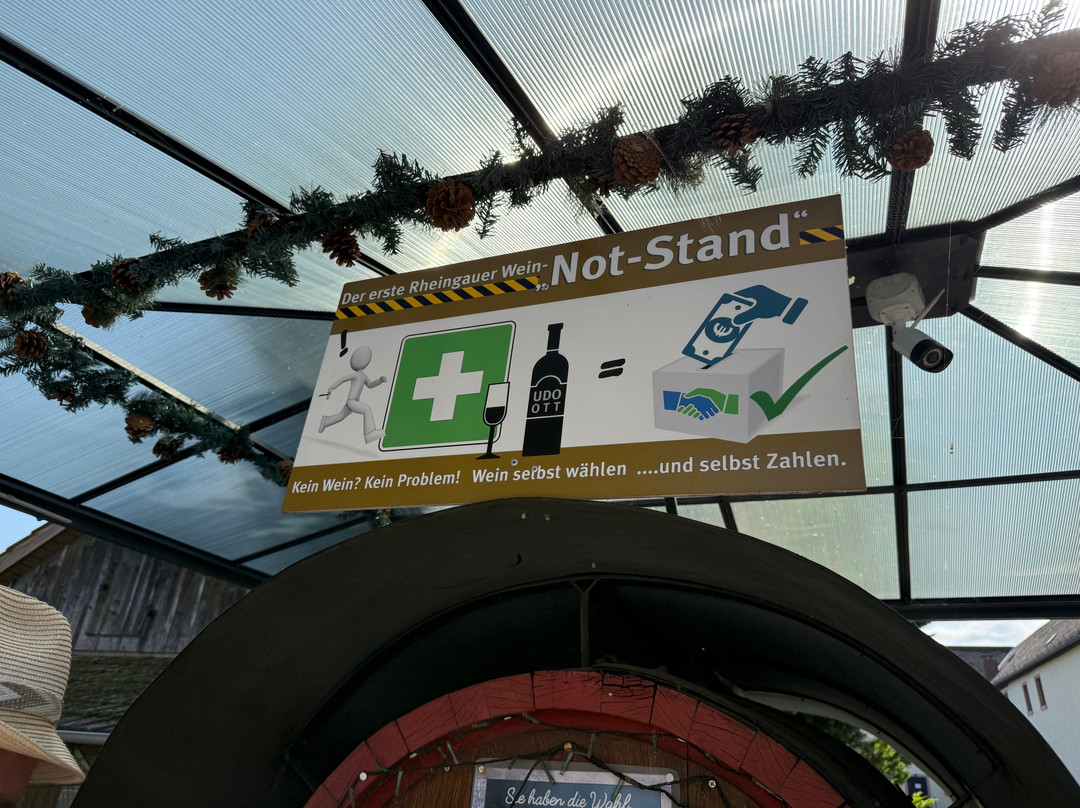 Der erste Rheingauer Wein-
„Not-Stand“
!
UDO
OTT
=
€
Kein Wein? Kein Problem! Wein selbst wählen ....und selbst Zahlen.
Sie haben die Wahl